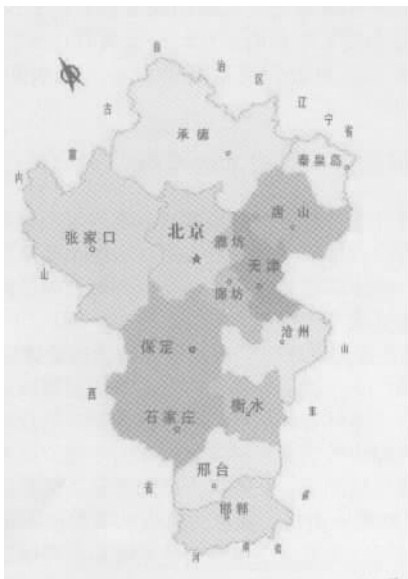 内蒙古自治区
辽宁省
承德
秦皇岛
唐山
张家口
北京
廊坊
天津
廊坊
保定
沧州
石家庄
衡水
邢台
邯郸
山西省
山东省
河南省